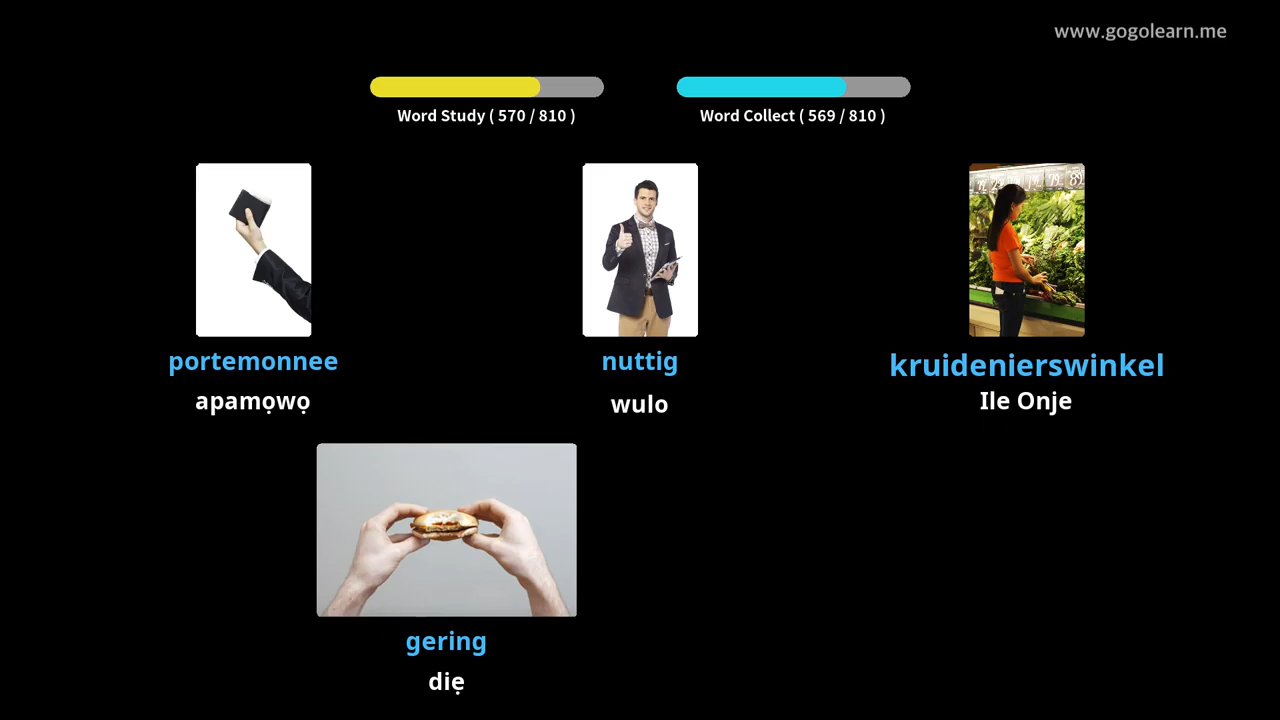 www.gogolearn.me
Word Study ( 570 / 810 )
Word Collect ( 569 / 810 )
portemonnee
apamọwọ
nuttig
wulo
kruidenierswinkel
Ile Onje
gering
diẹ